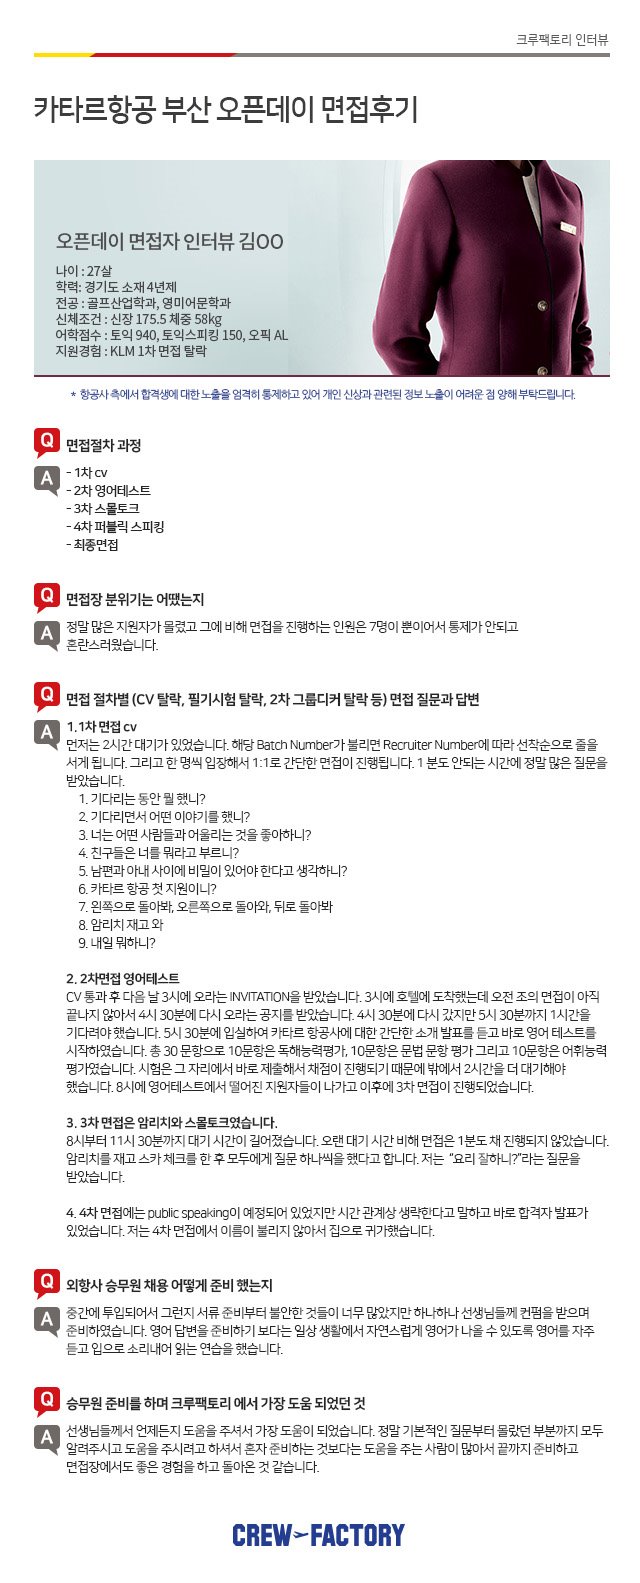 크루팩토리 인터뷰
카타르항공 부산 오픈데이 면접후기
오픈데이 면접자 인터뷰 김OO
나이 : 27살
학력: 경기도 소재 4년제
전공 : 골프산업학과, 영미어문학과
신체조건 : 신장 175.5 체중 58kg
어학점수 : 토익 940, 토익스피킹 150, 오픽 AL
지원경험 : KLM 1차 면접 탈락
* 항공사 측에서 합격생에 대한 노출을 엄격히 통제하고 있어 개인 신상과 관련된 정보 노출이 어려운 점 양해 부탁드립니다.
Q 면접절차 과정
A - 1차 cv
- 2차 영어테스트
- 3차 스몰토크
- 4차 퍼블릭 스피킹
- 최종면접
Q 면접장 분위기는 어땠는지
A 정말 많은 지원자가 몰렸고 그에 비해 면접을 진행하는 인원은 7명이 뿐이어서 통제가 안되고
혼란스러웠습니다.
Q 면접 절차별 (CV 탈락, 필기시험 탈락, 2차 그룹디커 탈락 등) 면접 질문과 답변
A 1.1차 면접 cv
먼저는 2시간 대기가 있었습니다. 해당 Batch Number가 불리면 Recruiter Number에 따라 선착순으로 줄을
서게 됩니다. 그리고 한 명씩 입장해서 1:1로 간단한 면접이 진행됩니다. 1 분도 안되는 시간에 정말 많은 질문을
받았습니다.
1. 기다리는 동안 뭘 했니?
2. 기다리면서 어떤 이야기를 했니?
3. 너는 어떤 사람들과 어울리는 것을 좋아하니?
4. 친구들은 너를 뭐라고 부르니?
5. 남편과 아내 사이에 비밀이 있어야 한다고 생각하니?
6. 카타르 항공 첫 지원이니?
7. 왼쪽으로 돌아봐, 오른쪽으로 돌아와, 뒤로 돌아봐
8. 암리치 재고 와
9. 내일 뭐하니?
2. 2차면접 영어테스트
CV 통과 후 다음 날 3시에 오라는 INVITATION을 받았습니다. 3시에 호텔에 도착했는데 오전 조의 면접이 아직
끝나지 않아서 4시 30분에 다시 오라는 공지를 받았습니다. 4시 30분에 다시 갔지만 5시 30분까지 1시간을
기다려야 했습니다. 5시 30분에 입실하여 카타르 항공사에 대한 간단한 소개 발표를 듣고 바로 영어 테스트를
시작하였습니다. 총 30 문항으로 10문항은 독해능력평가, 10문항은 문법 문항 평가 그리고 10문항은 어휘능력
평가였습니다. 시험은 그 자리에서 바로 제출해서 채점이 진행되기 때문에 밖에서 2시간을 더 대기해야
했습니다. 8시에 영어테스트에서 떨어진 지원자들이 나가고 이후에 3차 면접이 진행되었습니다.
3. 3차 면접은 암리치와 스몰토크였습니다.
8시부터 11시 30분까지 대기 시간이 길어졌습니다. 오랜 대기 시간 비해 면접은 1분도 채 진행되지 않았습니다.
암리치를 재고 스카 체크를 한 후 모두에게 질문 하나씩을 했다고 합니다. 저는 “요리 잘하니?”라는 질문을
받았습니다.
4. 4차 면접에는 public speaking이 예정되어 있었지만 시간 관계상 생략한다고 말하고 바로 합격자 발표가
있었습니다. 저는 4차 면접에서 이름이 불리지 않아서 집으로 귀가했습니다.
Q 외항사 승무원 채용 어떻게 준비 했는지
A 중간에 투입되어서 그런지 서류 준비부터 불안한 것들이 너무 많았지만 하나하나 선생님들께 컨펌을 받으며
준비하였습니다. 영어 답변을 준비하기 보다는 일상 생활에서 자연스럽게 영어가 나올 수 있도록 영어를 자주
듣고 입으로 소리내어 읽는 연습을 했습니다.
Q 승무원 준비를 하며 크루팩토리 에서 가장 도움 되었던 것
A 선생님들께서 언제든지 도움을 주셔서 가장 도움이 되었습니다. 정말 기본적인 질문부터 몰랐던 부분까지 모두
알려주시고 도움을 주시려고 하셔서 혼자 준비하는 것보다는 도움을 주는 사람이 많아서 끝까지 준비하고
면접장에서도 좋은 경험을 하고 돌아온 것 같습니다.
CREW FACTORY